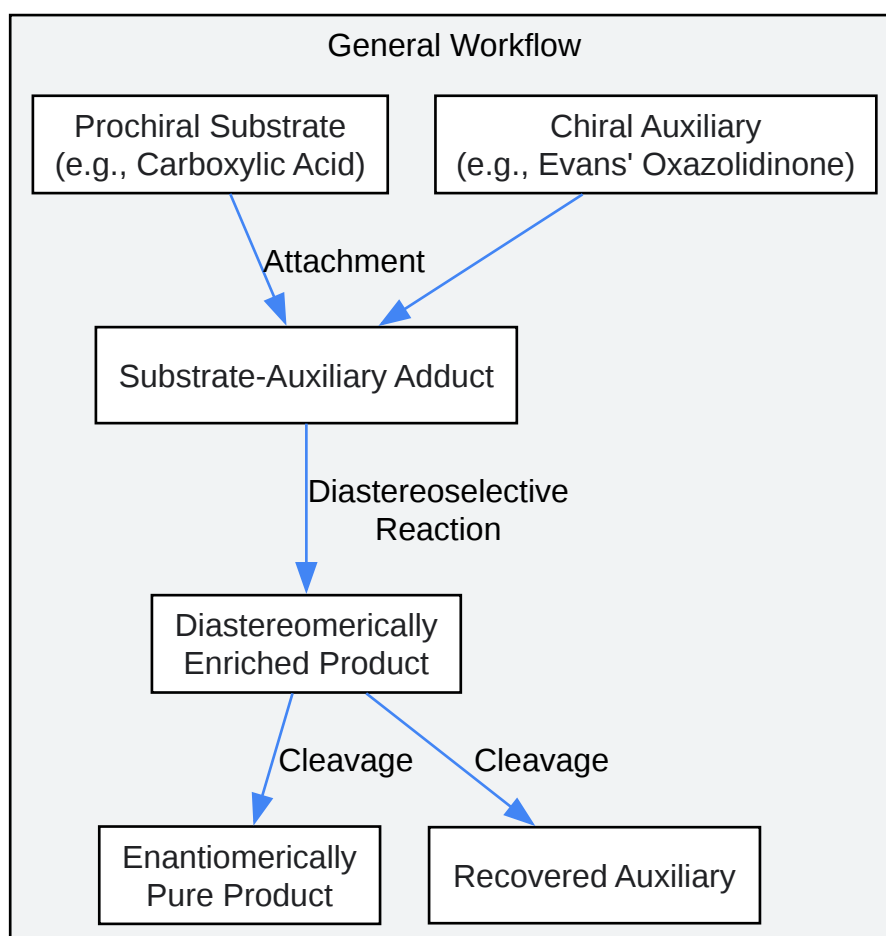 General Workflow
Prochiral Substrate
(e.g., Carboxylic Acid)
Chiral Auxiliary
(e.g., Evans' Oxazolidinone)
Attachment
Substrate-Auxiliary Adduct
Diastereoselective
Reaction
Diastereomerically
Enriched Product
Cleavage
Cleavage
Enantiomerically
Pure Product
Recovered Auxiliary